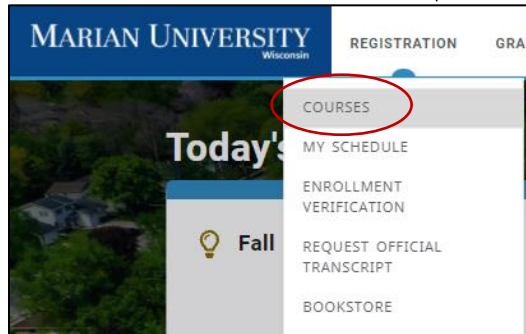 MARIAN UNIVERSITY
Wisconsin
REGISTRATION
GRA
COURSES
Today's
MY SCHEDULE
ENROLLMENT
VERIFICATION
Fall
REQUEST OFFICIAL
TRANSCRIPT
BOOKSTORE